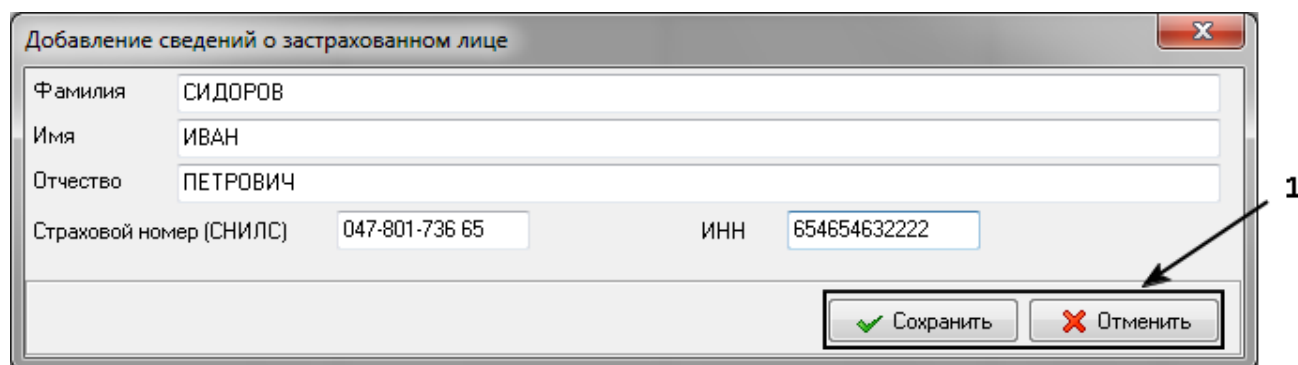 Добавление сведений о застрахованном лице
Фамилия СИДОРОВ
Имя ИВАН
Отчество ПЕТРОВИЧ
Страховой номер (СНИЛС) 047-801-736 65 ИНН 654654632222
1
Сохранить Отменить